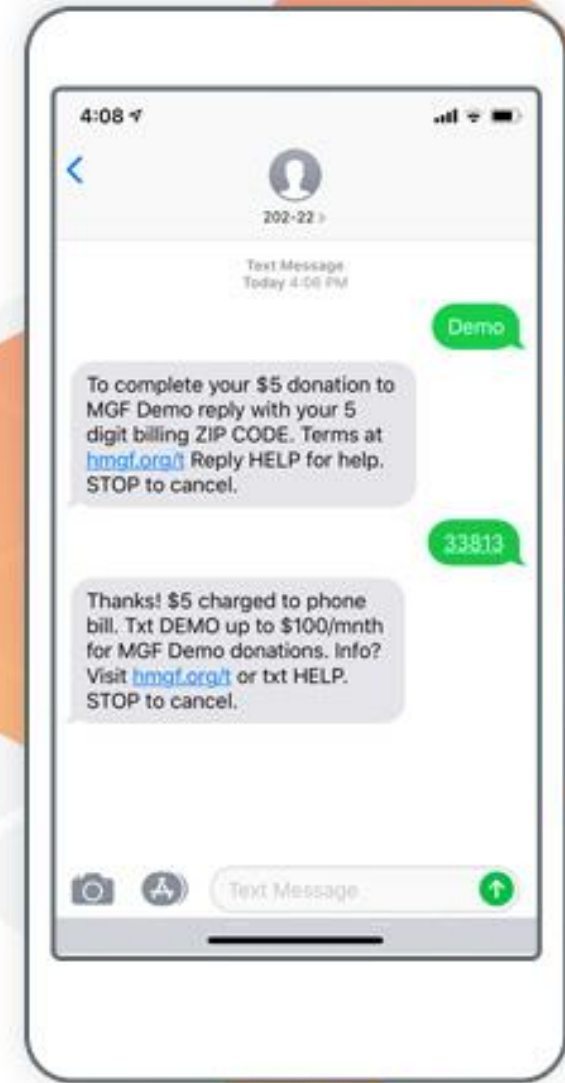 4:08
202-22
Text Message
Today 4:08 PM
Demo
To complete your $5 donation to
MGF Demo reply with your 5
digit billing ZIP CODE. Terms at
hmgf.org/t Reply HELP for help.
STOP to cancel.
33813
Thanks! $5 charged to phone
bill. Txt DEMO up to $100/mnth
for MGF Demo donations. Info?
Visit hmgf.org/t or txt HELP.
STOP to cancel.
Text Message